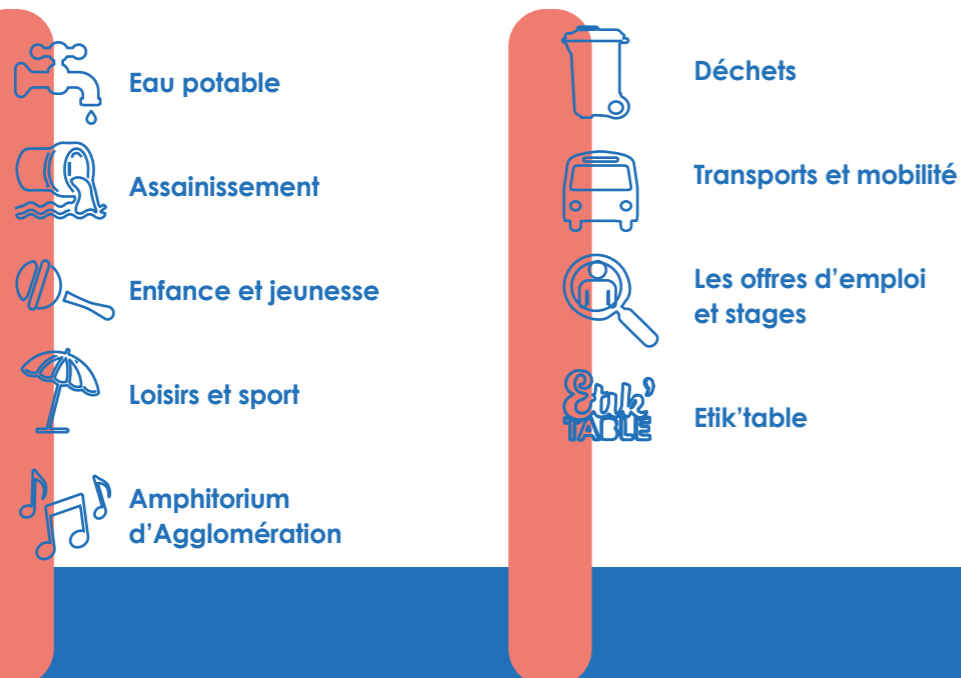 Eau potable
Assainissement
Enfance et jeunesse
Loisirs et sport
Amphitorium
d’Agglomération
Déchets
Transports et mobilité
Les offres d’emploi
et stages
Etik’
TABLE
Etik’table